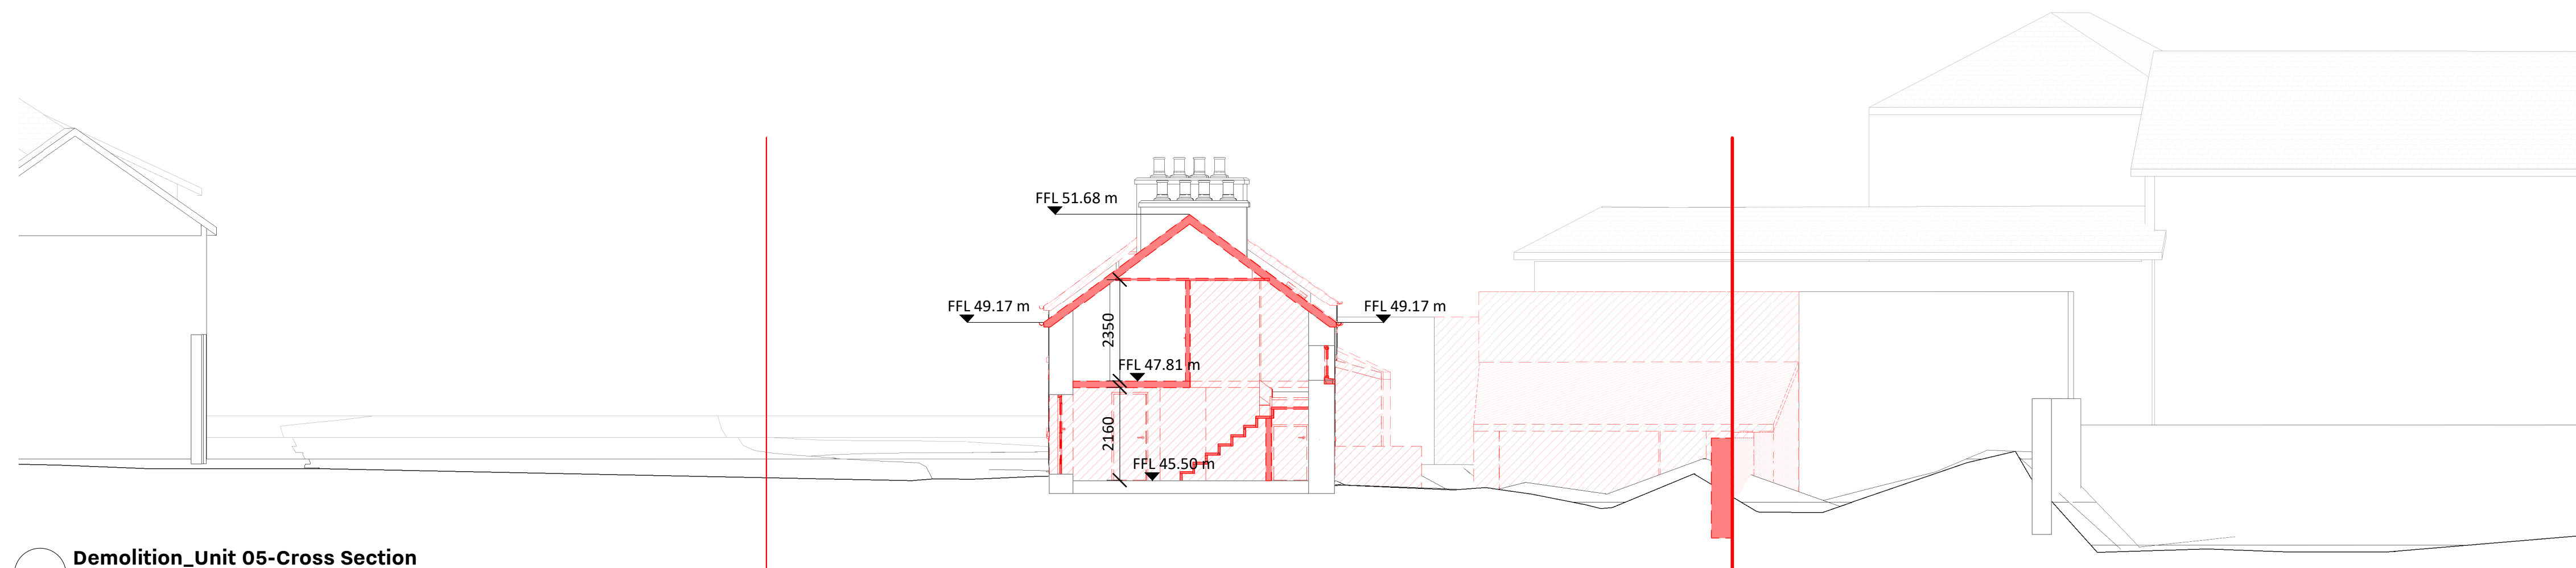 FFL 51.68 m
FFL 49.17 m
FFL 49.17 m
2350
FFL 47.81 m
2160
FFL 45.50 m
Demolition_Unit 05-Cross Section